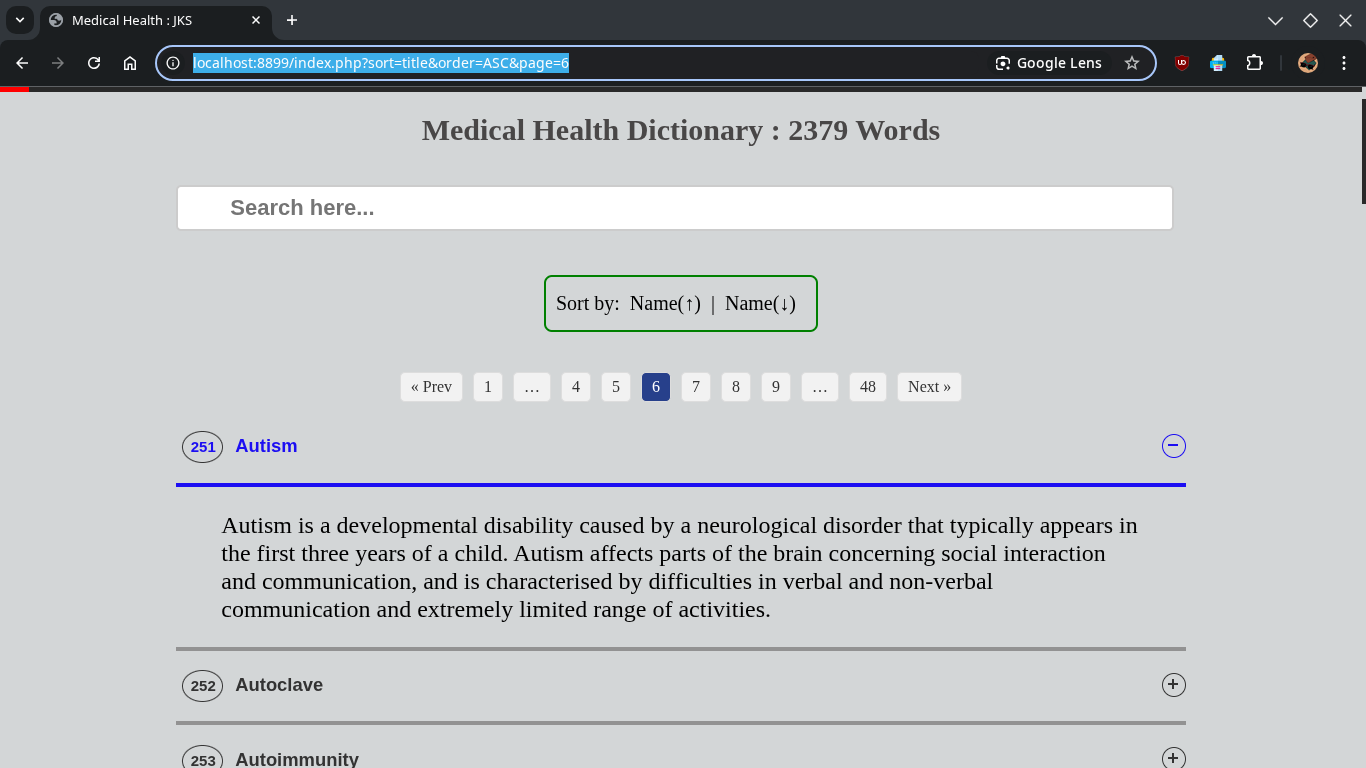 Medical Health : JKS
localhost:8899/index.php?sort=title&order=ASC&page=6
Google Lens
UD
Medical Health Dictionary : 2379 Words
Search here...
Sort by: Name(↑) | Name(↓)
« Prev 1 … 4 5 6 7 8 9 … 48 Next »
251 Autism
Autism is a developmental disability caused by a neurological disorder that typically appears in
the first three years of a child. Autism affects parts of the brain concerning social interaction
and communication, and is characterised by difficulties in verbal and non-verbal
communication and extremely limited range of activities.
252 Autoclave
253 Autoimmunity